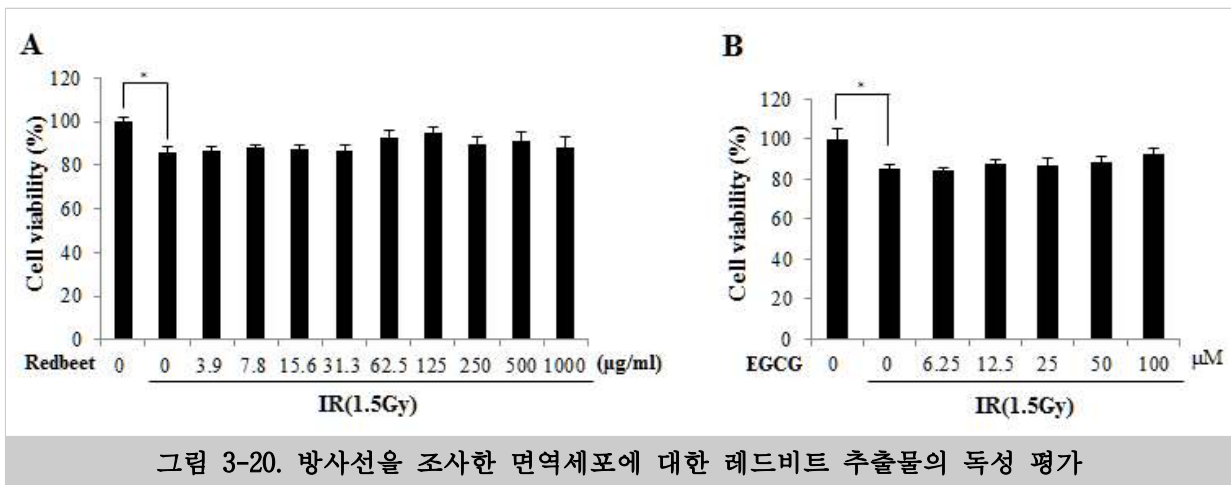 A
Cell viability (%)
120
100
80
60
40
20
0
*
Redbeet 0 0 3.9 7.8 15.6 31.3 62.5 125 250 500 1000 (μg/ml)
IR(1.5Gy)
B
Cell viability (%)
120
100
80
60
40
20
0
*
EGCG 0 0 6.25 12.5 25 50 100 μM
IR(1.5Gy)
그림 3-20. 방사선을 조사한 면역세포에 대한 레드비트 추출물의 독성 평가